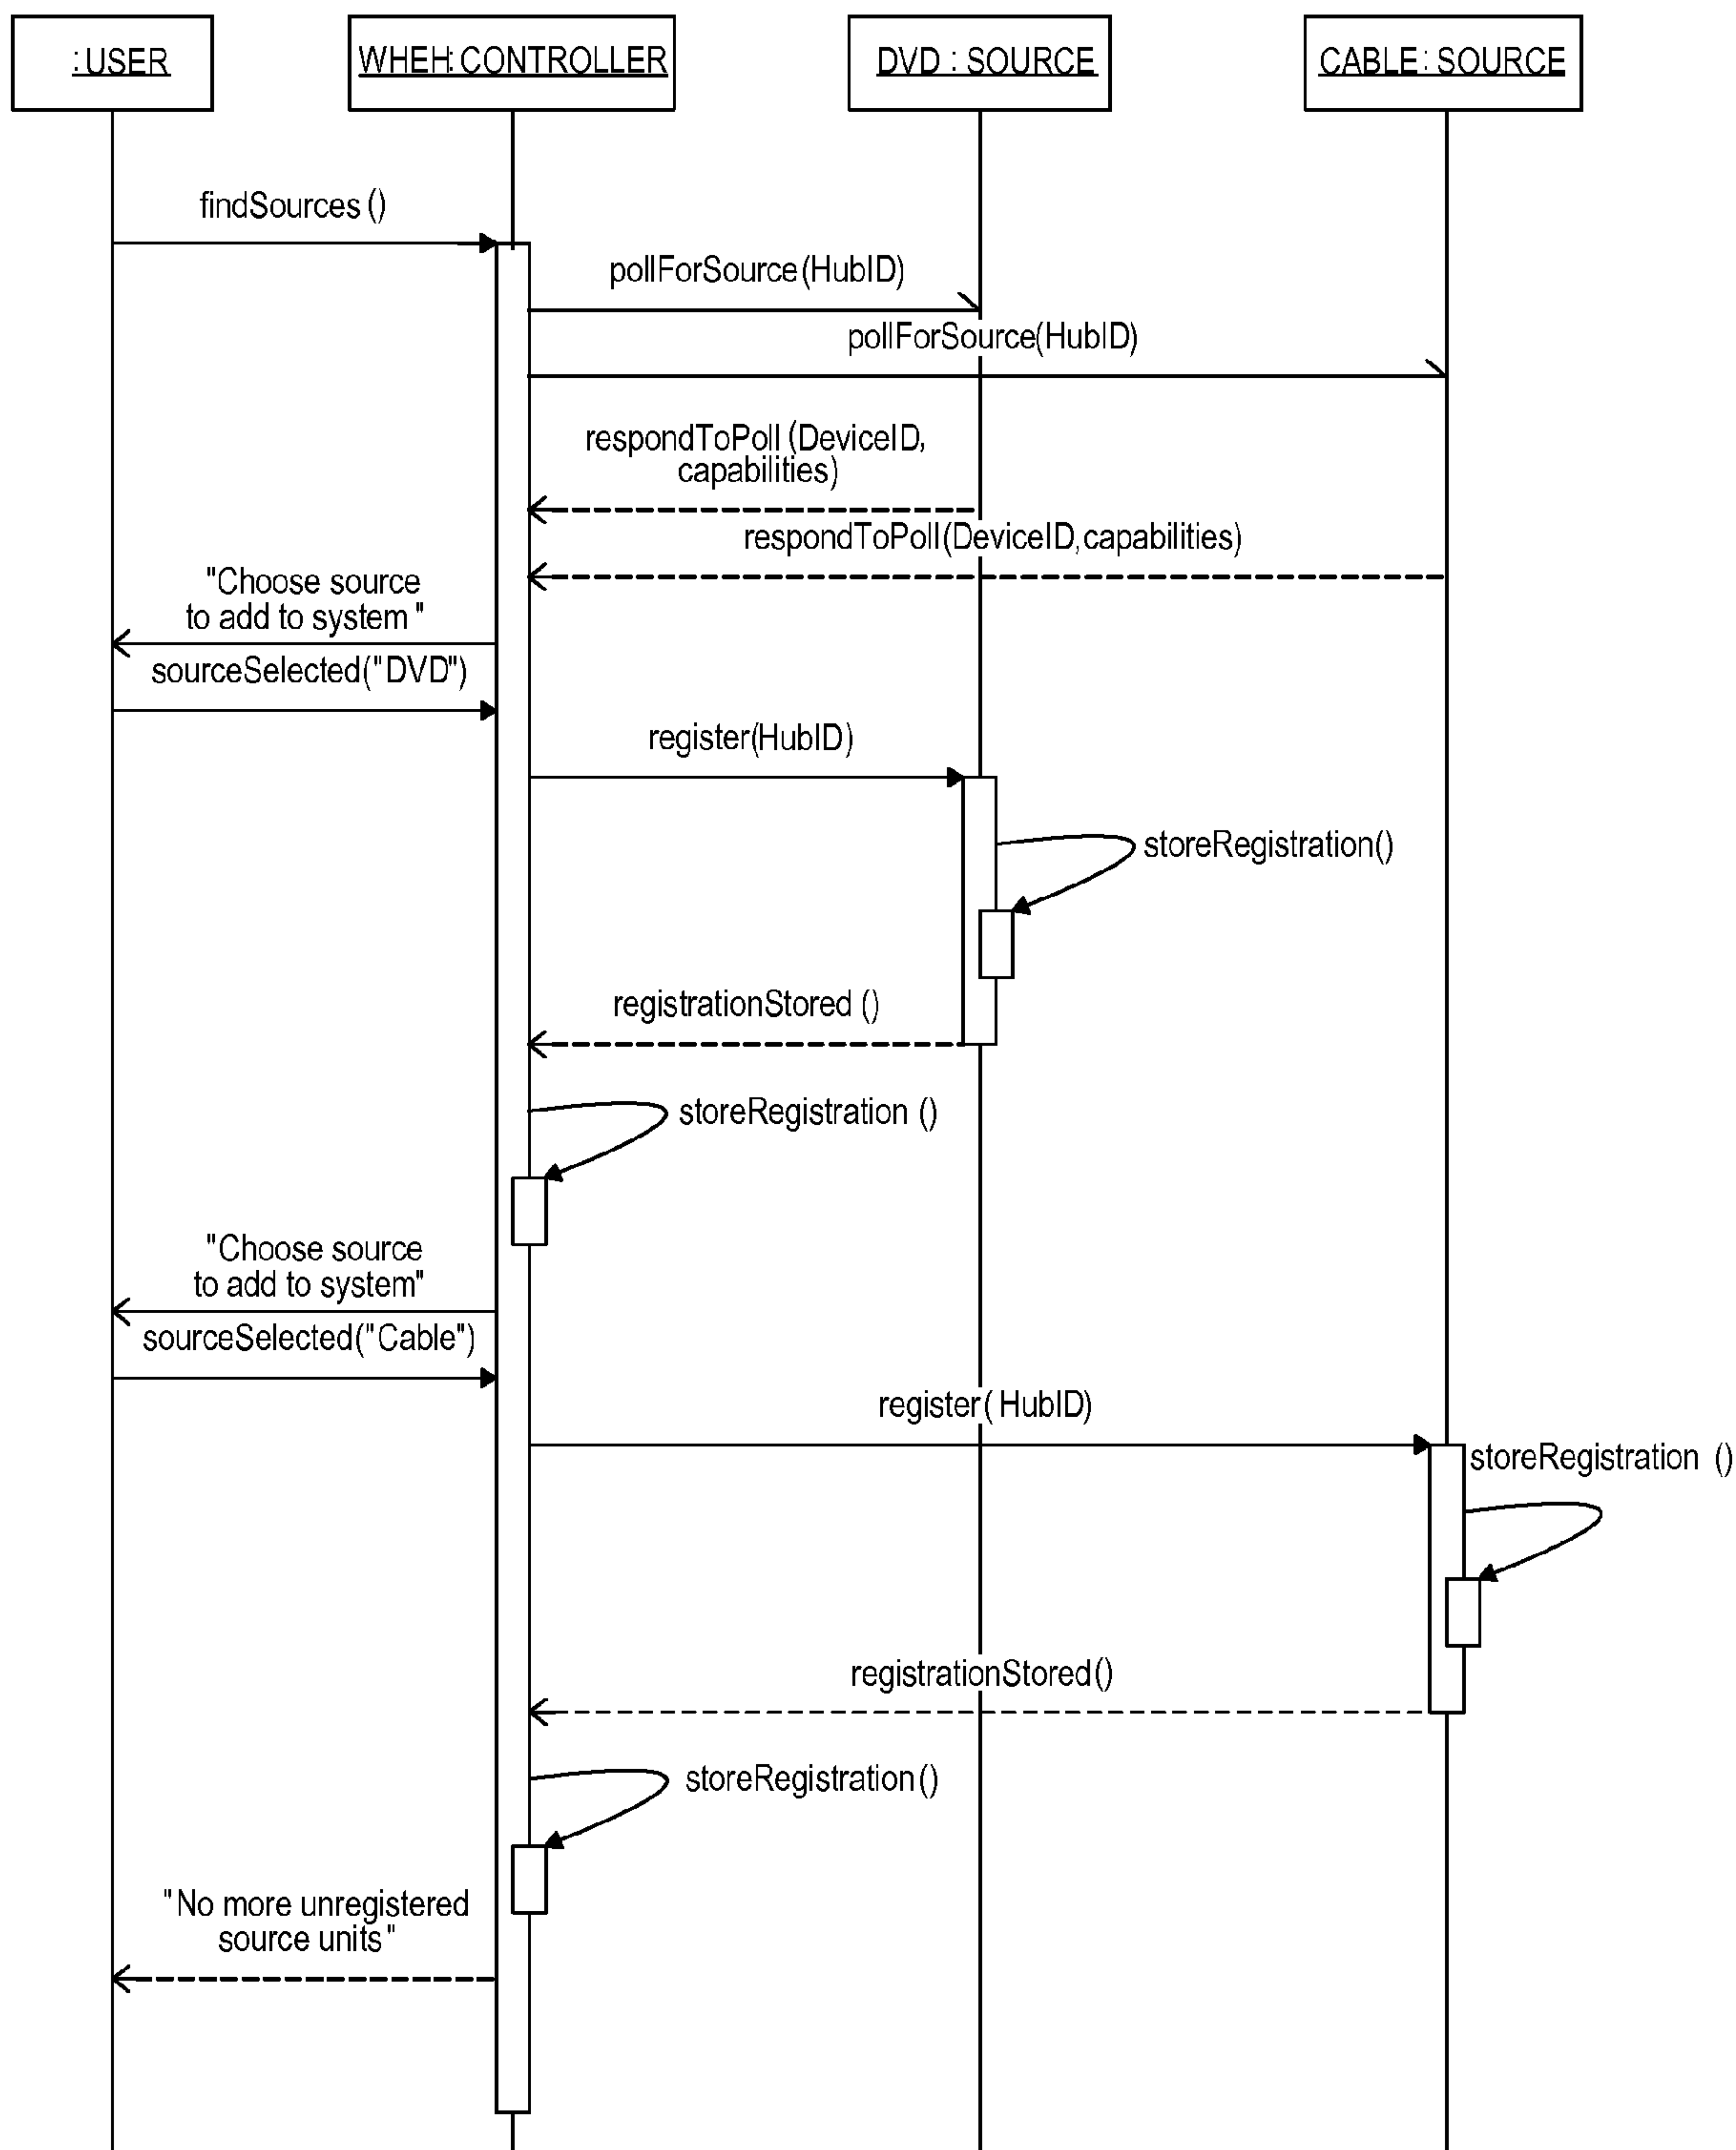 : USER
WHEH: CONTROLLER
DVD : SOURCE
CABLE : SOURCE
findSources ()
pollForSource (HubID)
pollForSource(HubID)
respondToPoll (DeviceID,
capabilities)
respondToPoll(DeviceID, capabilities)
"Choose source
to add to system "
sourceSelected("DVD")
register(HubID)
storeRegistration()
registrationStored ()
storeRegistration ()
"Choose source
to add to system"
sourceSelected("Cable")
register( HubID)
storeRegistration ()
registrationStored ()
storeRegistration ()
"No more unregistered
source units"